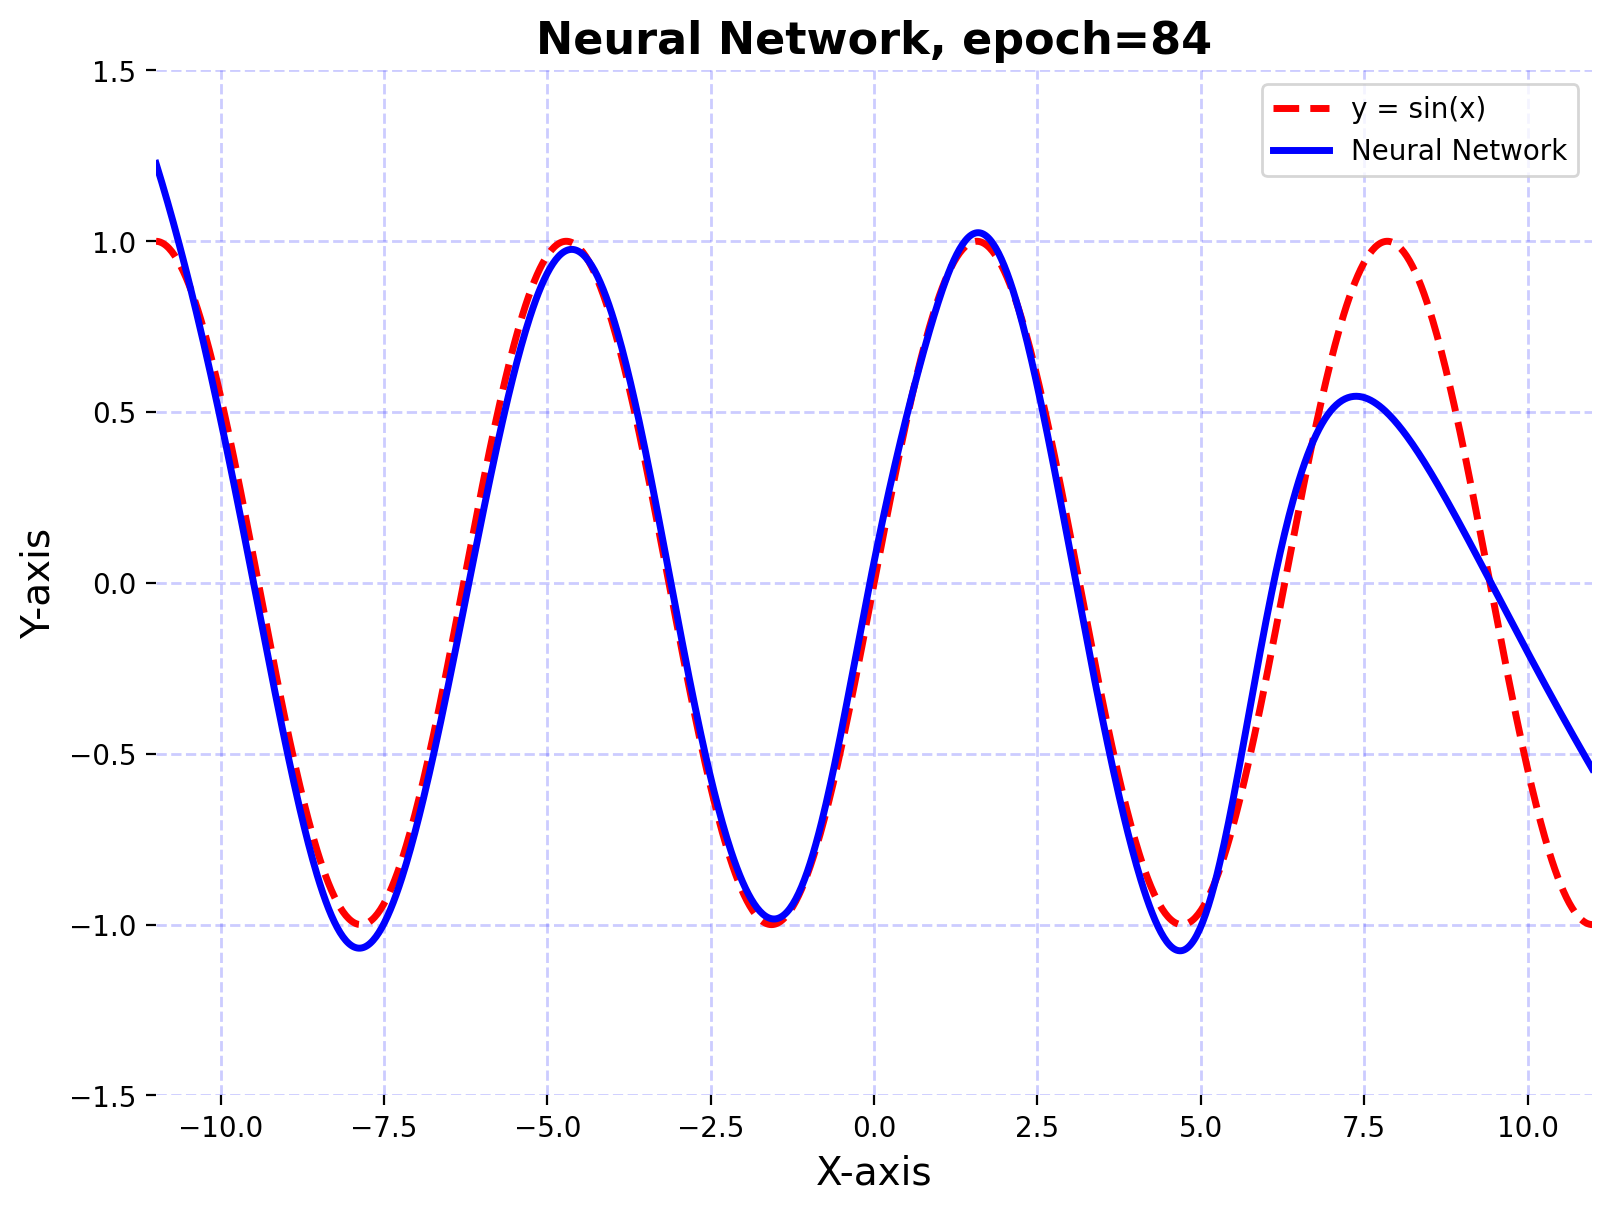 Neural Network, epoch=84
1.5
1.0
0.5
0.0
−0.5
−1.0
−1.5
Y-axis
y = sin(x)
Neural Network
−10.0 −7.5 −5.0 −2.5 0.0 2.5 5.0 7.5 10.0
X-axis